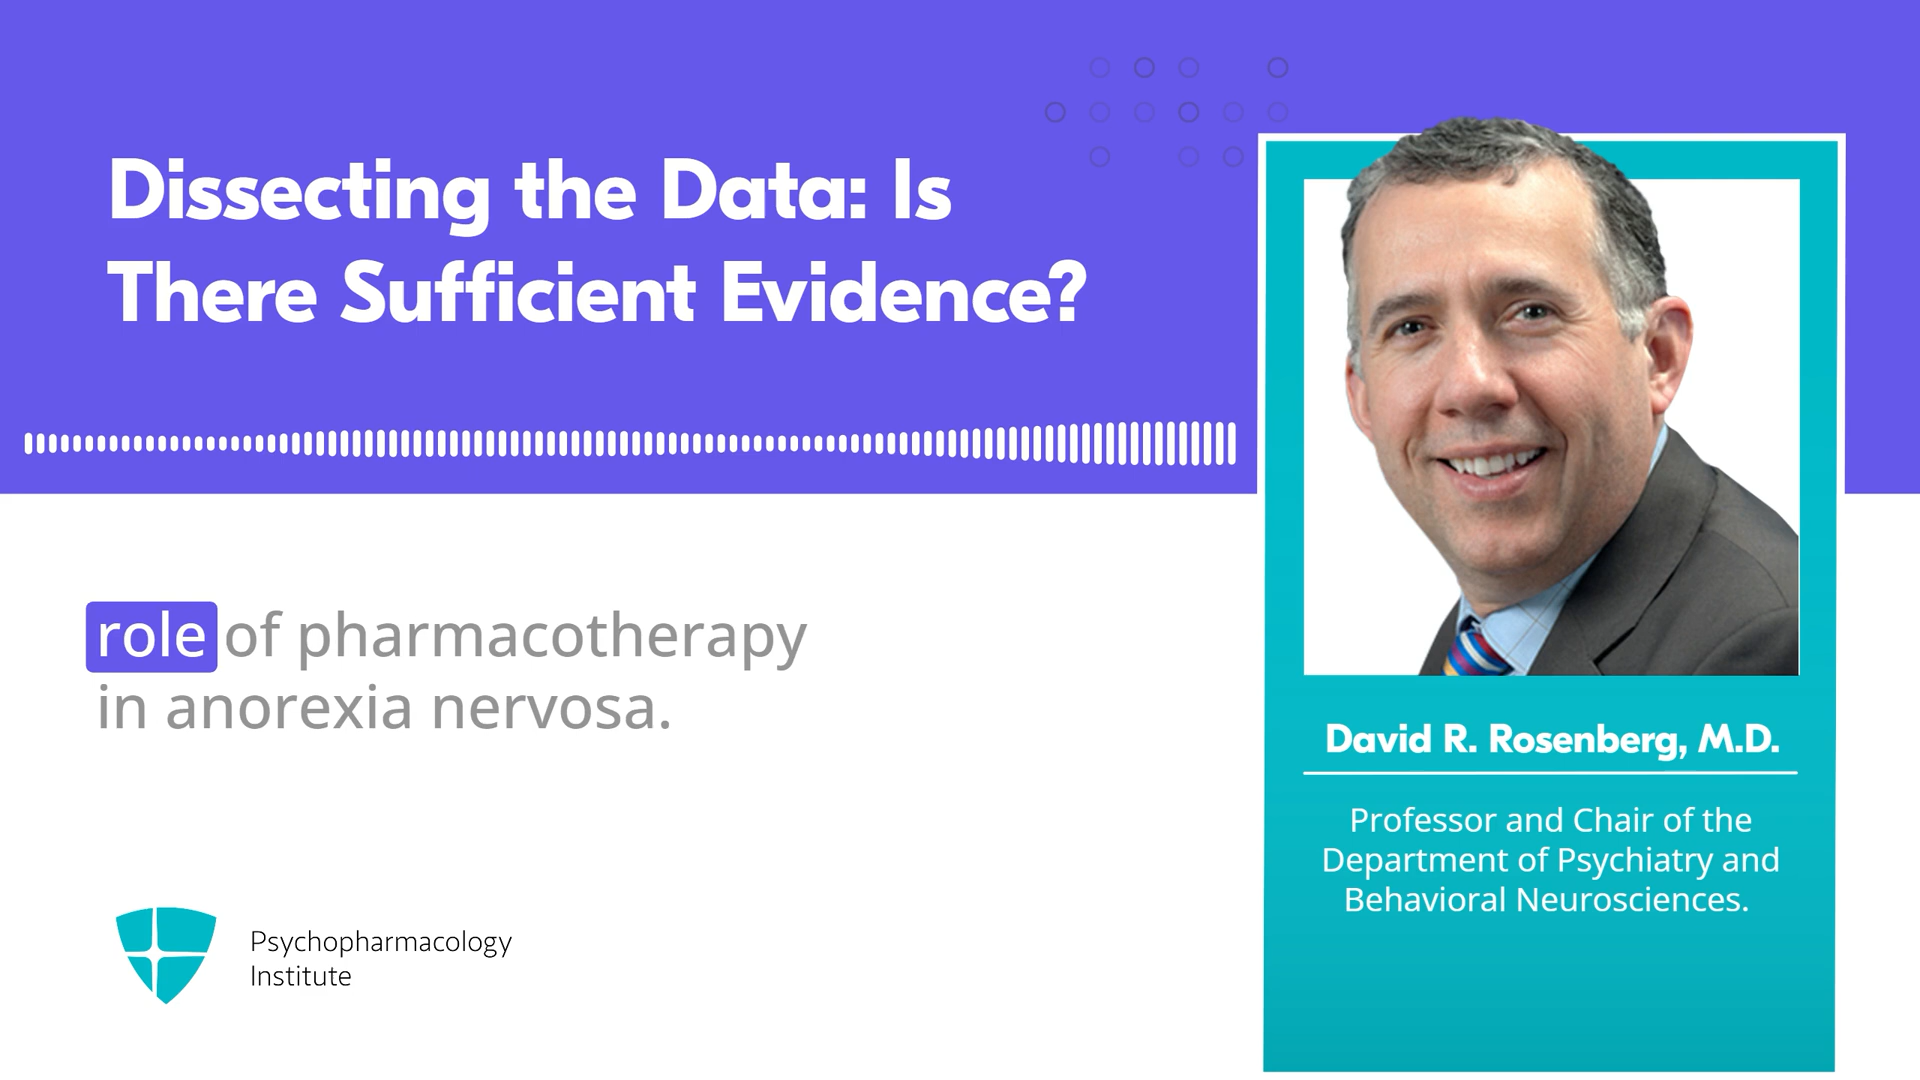 Dissecting the Data: Is
There Sufficient Evidence?
role of pharmacotherapy
in anorexia nervosa.
Psychopharmacology
Institute
David R. Rosenberg, M.D.
Professor and Chair of the
Department of Psychiatry and
Behavioral Neurosciences.